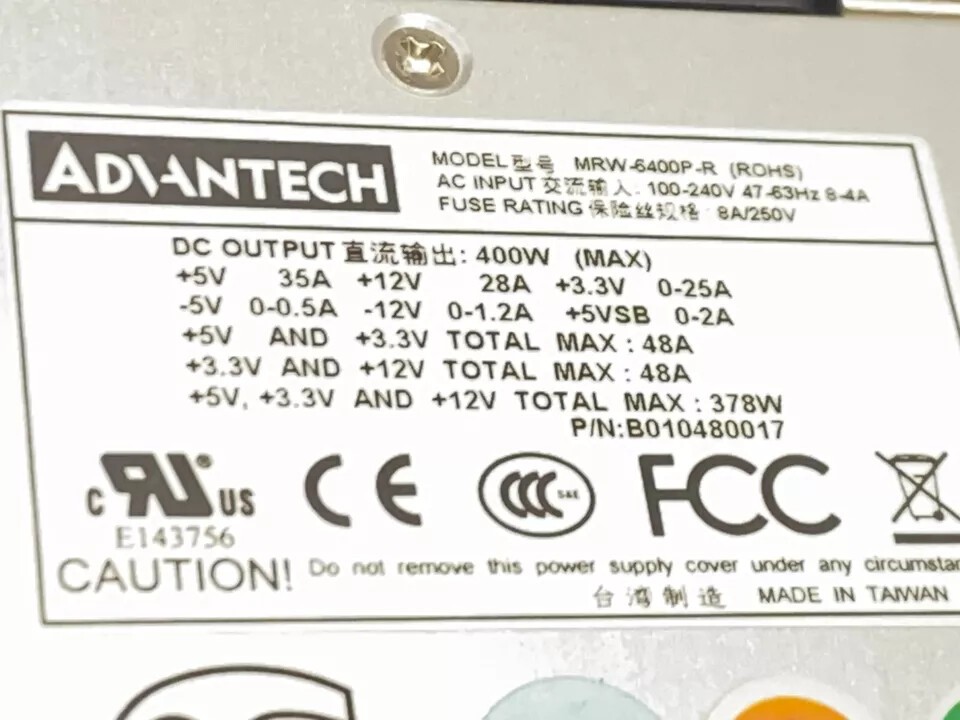 ADVANTECH
MODEL 型号 MRW-6400P-R (ROHS)
AC INPUT 交流输入: 100-240V 47-63Hz 8-4A
FUSE RATING 保险丝规格: 8A/250V
DC OUTPUT 直流输出: 400W (MAX)
+5V 35A +12V 28A +3.3V 0-25A
-5V 0-0.5A -12V 0-1.2A +5VSB 0-2A
+5V AND +3.3V TOTAL MAX : 48A
+3.3V AND +12V TOTAL MAX : 48A
+5V, +3.3V AND +12V TOTAL MAX : 378W
P/N:B010480017
c RU® US CE CCC S&E FCC
E143756
CAUTION! Do not remove this power supply cover under any
台湾制造 MADE IN TAIWAN